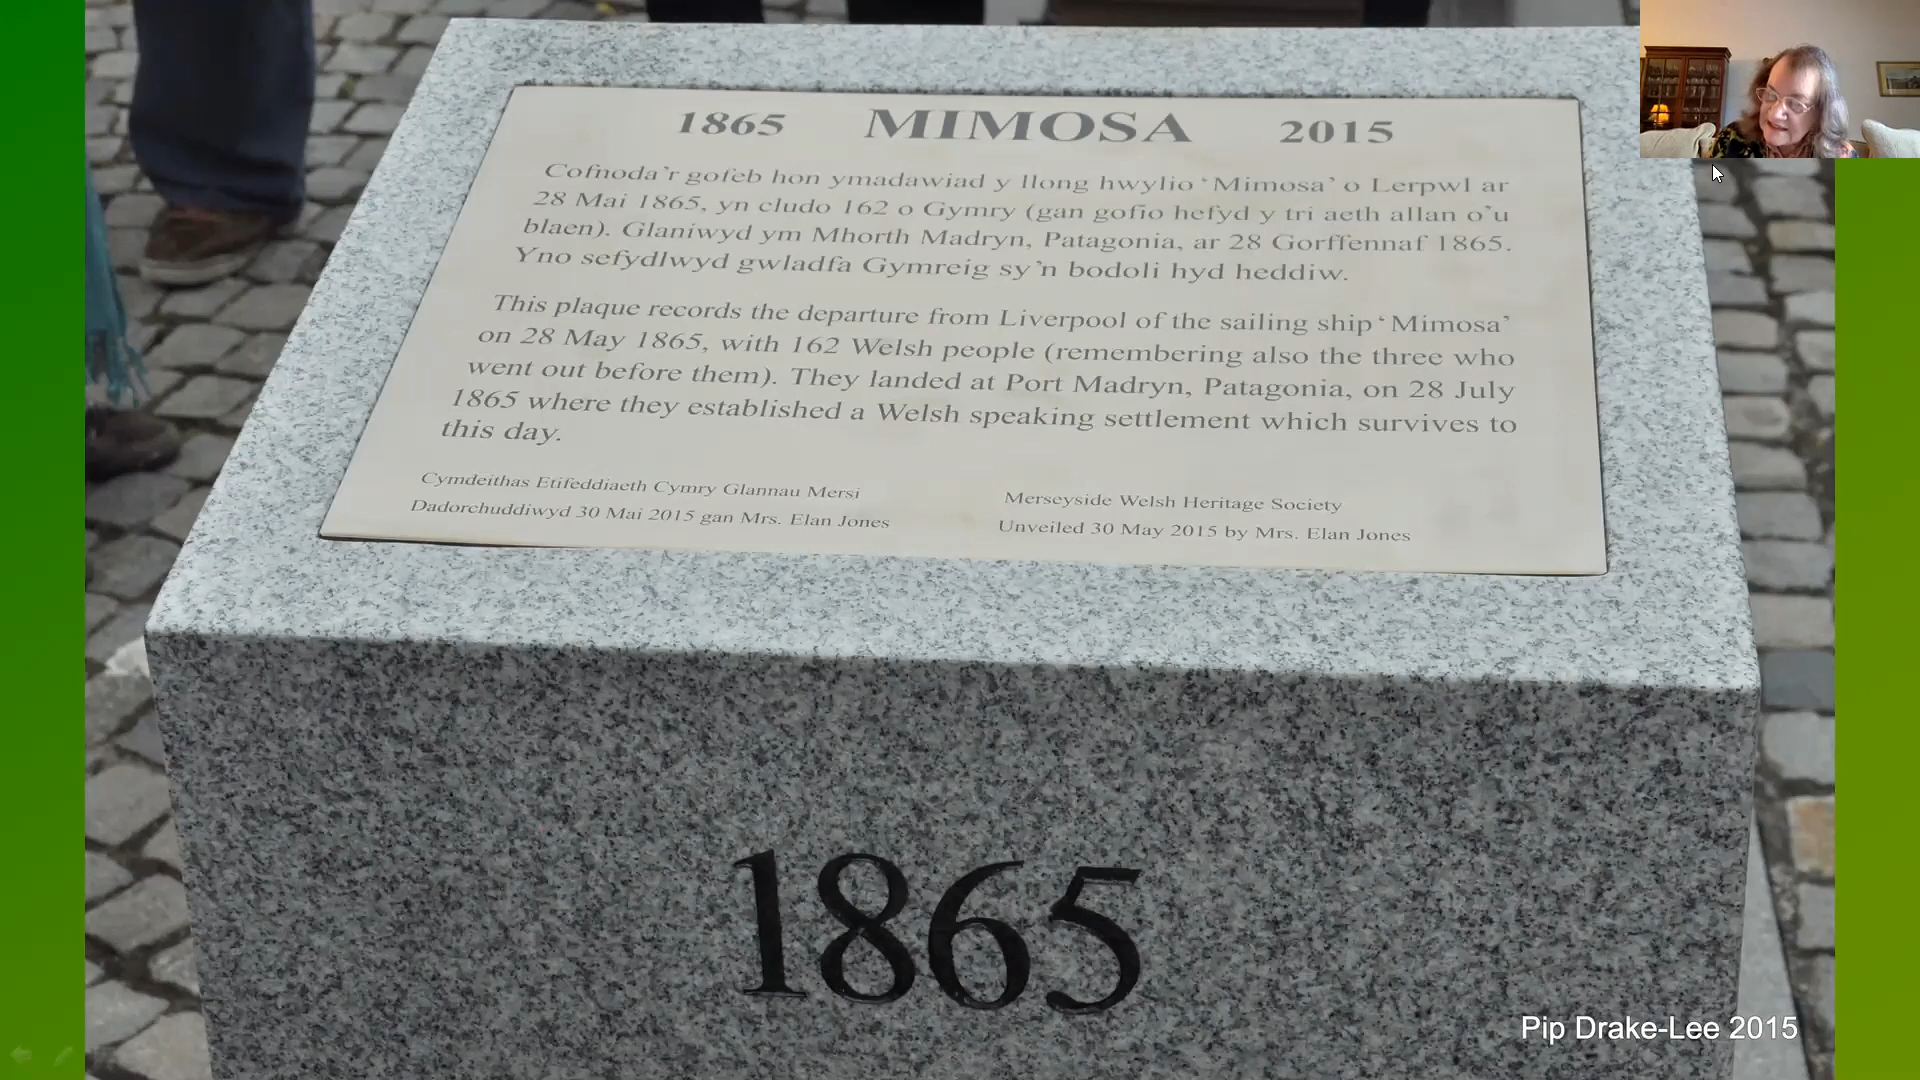 1865 MIMOSA 2015
Cofnoda'r gofeb hon ymadawiad y llong hwylio 'Mimosa' o Lerpwl ar
28 Mai 1865, yn cludo 162 o Gymry (gan gofio hefyd y tri aeth allan o'u
blaen). Glaniwyd ym Mhorth Madryn, Patagonia, ar 28 Gorffennaf 1865.
Yno sefydlwyd gwladfa Gymreig sy'n bodoli hyd heddiw.
This plaque records the departure from Liverpool of the sailing ship 'Mimosa'
on 28 May 1865, with 162 Welsh people (remembering also the three who
went out before them). They landed at Port Madryn, Patagonia, on 28 July
1865 where they established a Welsh speaking settlement which survives to
this day.
Cymdeithas Etifeddiaeth Cymry Glannau Mersi
Dadorchuddiwyd 30 Mai 2015 gan Mrs. Elan Jones
Merseyside Welsh Heritage Society
Unveiled 30 May 2015 by Mrs. Elan Jones
1865
Pip Drake-Lee 2015